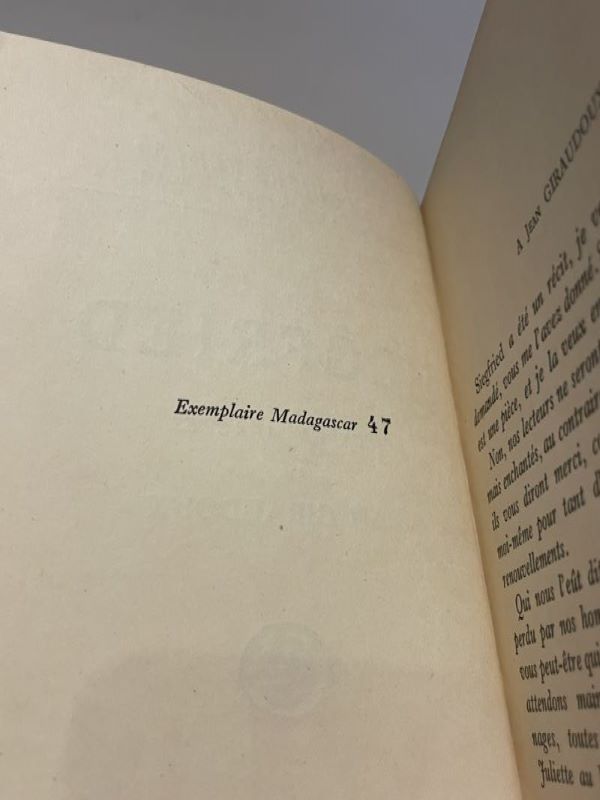 Exemplaire Madagascar 47
A JEAN GIRAUDOUX
Siegfried a été un récit, je v
demandé, vous me l'avez donné.
est une pièce, et je la veux en
Non, nos lecteurs ne seront
mais enchantés, au contrair
ils vous diront merci, c
moi-même pour tant d
renouvellements.
Qui nous l'eût dit
perdu par nos hom
vous peut-être qui
attendons main
nages, toutes
Juliette au